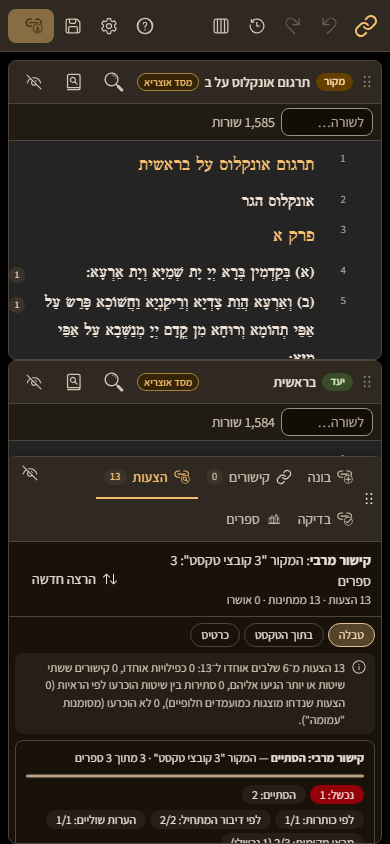 מקור תרגום אונקלוס על ב מסד אוצריא
לשורה... 1,585 שורות
1 תרגום אונקלוס על בראשית
2 אונקלוס הגר
3 פרק א
4 (א) בְּקַדְמִין בְּרָא יְיָ יָת שְׁמַיָּא וְיָת אַרְעָא: 1
5 (ב) וְאַרְעָא הֲוַת צָדְיָא וְרֵיקַנְיָא וַחֲשׁוֹכָא פָּרֵשׂ עַל 1
אַפֵּי תְהוֹמָא וְרוּחָא מִן קֳדָם יְיָ מְנַשְּׁבָא עַל אַפֵּי
מַיָּא:
יעד בראשית מסד אוצריא
לשורה... 1,584 שורות
בונה קישורים 0 הצעות 13
בדיקה ספרים
קישור מרבי: המקור "3 קובצי טקסט": 3
ספרים
הרצה חדשה
13 הצעות · 13 ממתינות · 0 אושרו
טבלה בתוך הטקסט כרטיס
13 הצעות מ־6 שלבים אוחדו ל־13: 0 כפילויות אוחדו, 0 קישורים ששתי
שיטות או יותר הגיעו אליהם, 0 סתירות בין שיטות הוכרעו לפי הראיות (0
הצעות שנדחו מוצגות כמועמדים חלופיים), 0 לא הוכרעו (מסומנות
"עמומה").
קישור מרבי: הסתיים — המקור "3 קובצי טקסט" · 3 מתוך 3 ספרים
נכשל: 1 הסתיים: 2
לפי כותרות: 1/1 לפי דיבור המתחיל: 2/2 הערות שוליים: 1/1